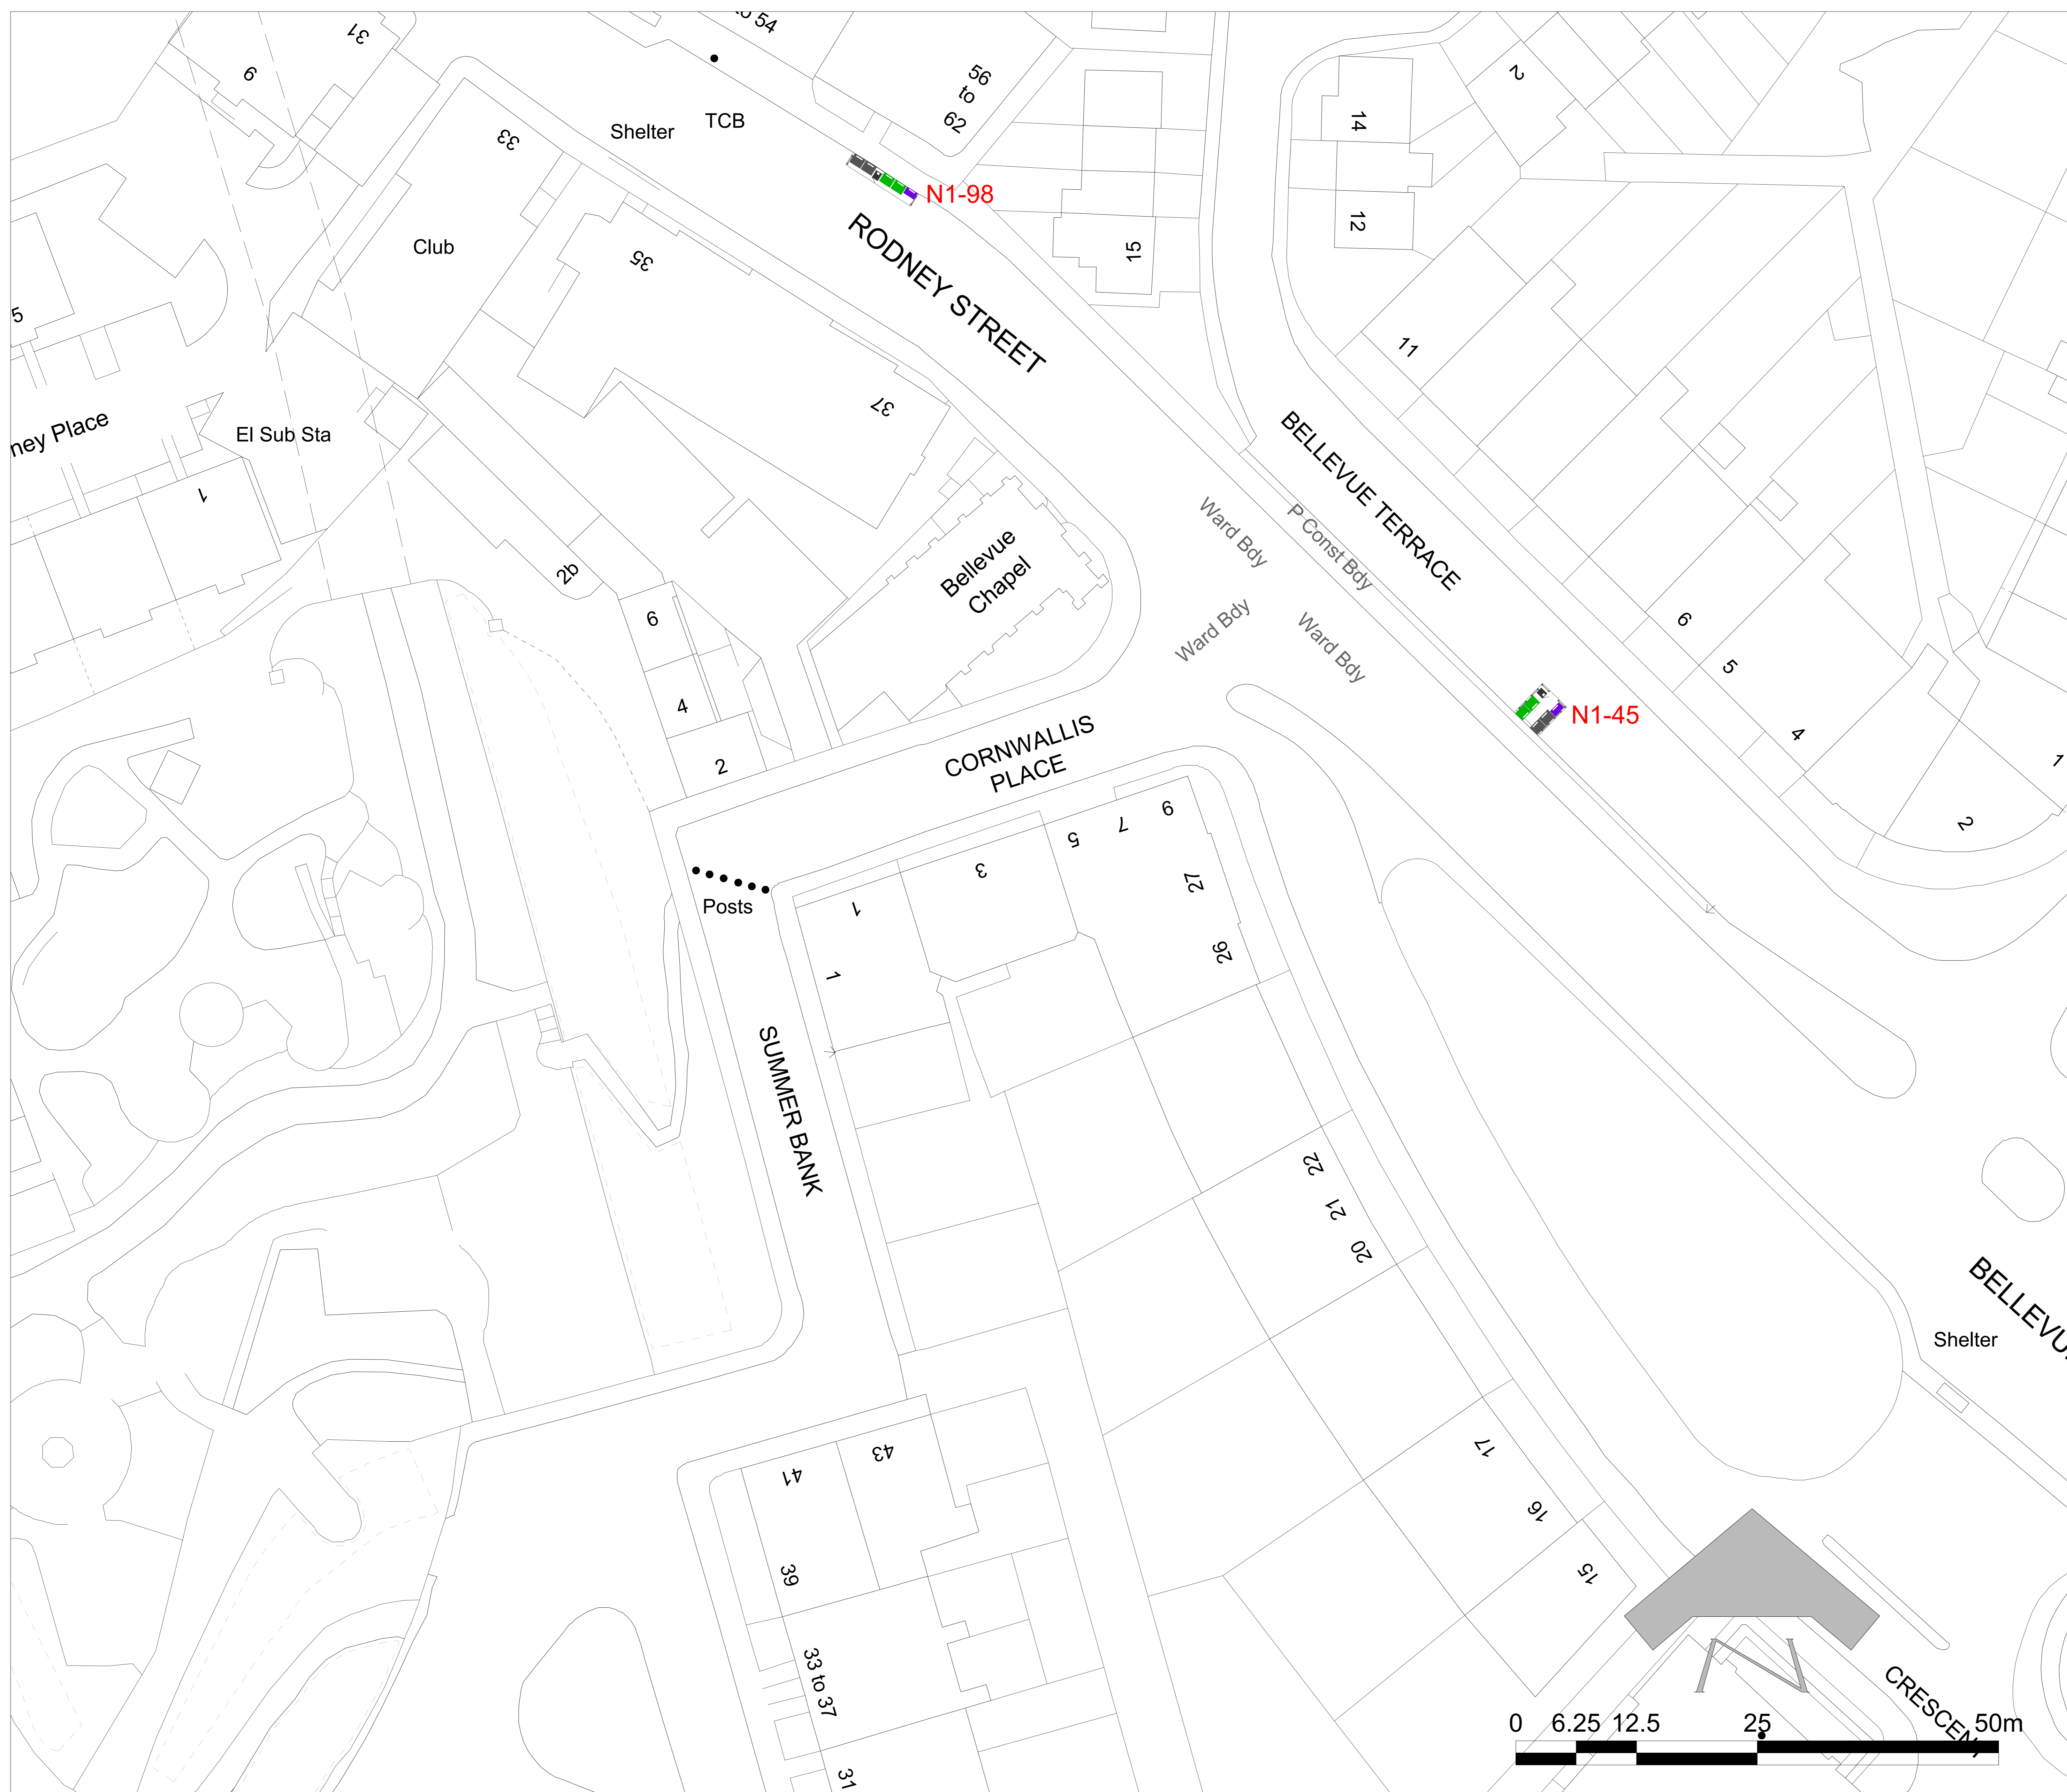 31
9
to 54
56
to
62
TCB
Shelter
33
Club
35
37
N1-98
RODNEY STREET
15
14
12
2
11
BELLEVUE TERRACE
5
ney Place
El Sub Sta
1
2b
6
4
2
Bellevue
Chapel
Ward Bdy
P Const Bdy
Ward Bdy
Ward Bdy
6
5
4
N1-45
1
2
CORNWALLIS
PLACE
Posts
1
3
5
7
9
27
26
1
SUMMER BANK
22
21
20
17
16
15
41
43
39
33 to 37
31
BELLEVU
Shelter
CRESCENT
N
0 6.25 12.5 25 50m